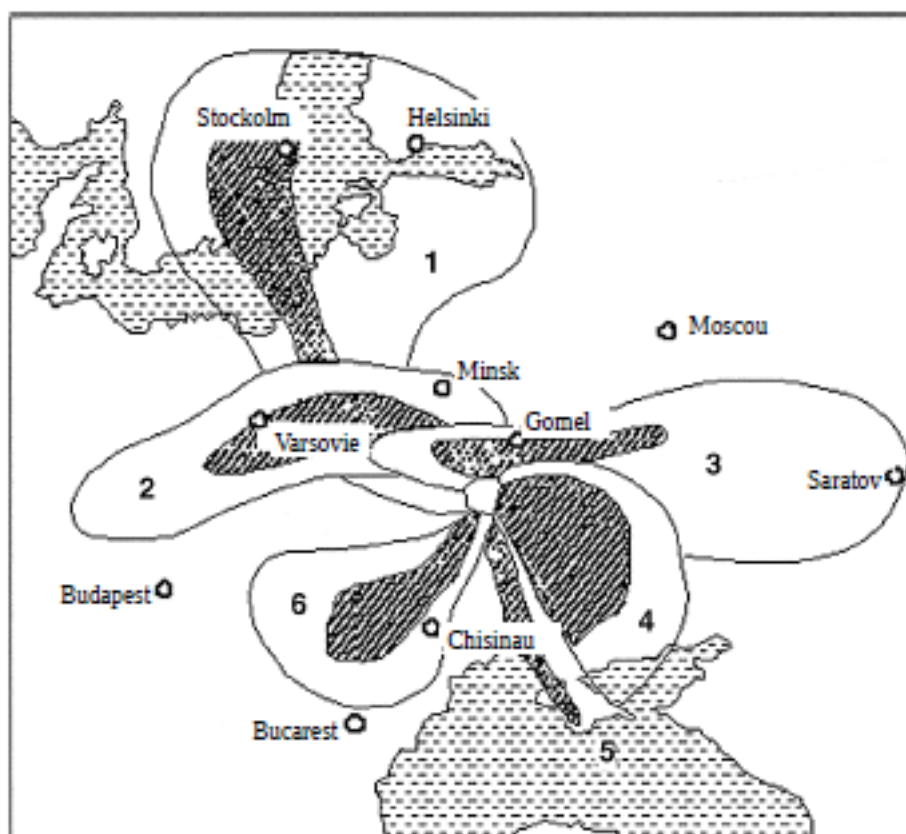 Stockolm
Helsinki
1
Moscou
Minsk
Gomel
Varsovie
3
2
Saratov
Budapest
6
4
Chisinau
Bucarest
5